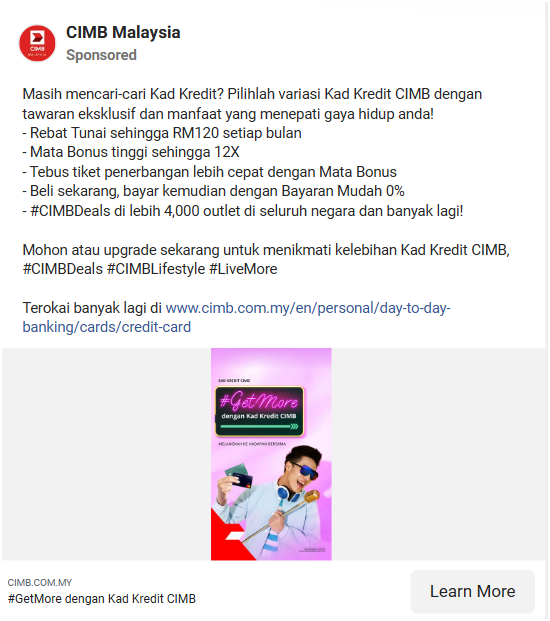 CIMB
CIMB Malaysia
Sponsored
Masih mencari-cari Kad Kredit? Pilihlah variasi Kad Kredit CIMB dengan
tawaran eksklusif dan manfaat yang menepati gaya hidup anda!
- Rebat Tunai sehingga RM120 setiap bulan
- Mata Bonus tinggi sehingga 12X
- Tebus tiket penerbangan lebih cepat dengan Mata Bonus
- Beli sekarang, bayar kemudian dengan Bayaran Mudah 0%
- #CIMBDeals di lebih 4,000 outlet di seluruh negara dan banyak lagi!
Mohon atau upgrade sekarang untuk menikmati kelebihan Kad Kredit CIMB,
#CIMBDeals #CIMBLifestyle #LiveMore
Terokai banyak lagi di www.cimb.com.my/en/personal/day-to-day-
banking/cards/credit-card
KAD KREDIT CIMB
#GetMore
dengan Kad Kredit CIMB
MELANGKAH KE HADAPAN BERSAMA
CIMB.COM.MY
#GetMore dengan Kad Kredit CIMB
Learn More